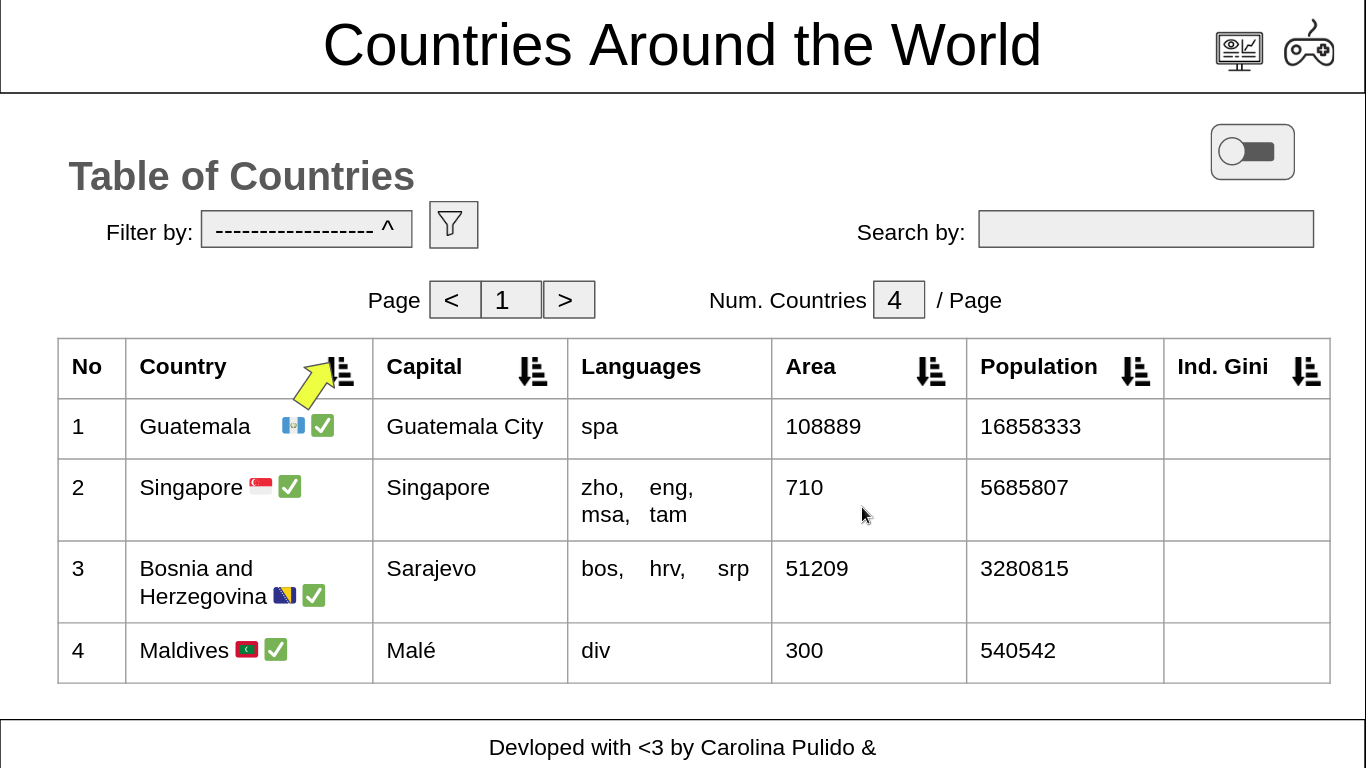 Countries Around the World
Table of Countries
Filter by: ------------------ ^
Search by:
Page < 1 > Num. Countries 4 / Page
No Country Capital Languages Area Population Ind. Gini
1 Guatemala Guatemala City spa 108889 16858333
2 Singapore Singapore zho, eng, 710 5685807
msa, tam
3 Bosnia and Sarajevo bos, hrv, srp 51209 3280815
Herzegovina
4 Maldives Malé div 300 540542
Devloped with <3 by Carolina Pulido &